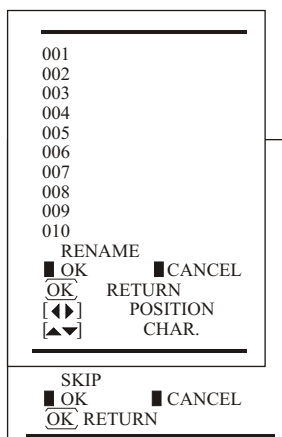 001
002
003
004
005
006
007
008
009
010
RENAME
OK CANCEL
OK RETURN
[◀▶] POSITION
[▲▼] CHAR.
SKIP
OK CANCEL
OK RETURN